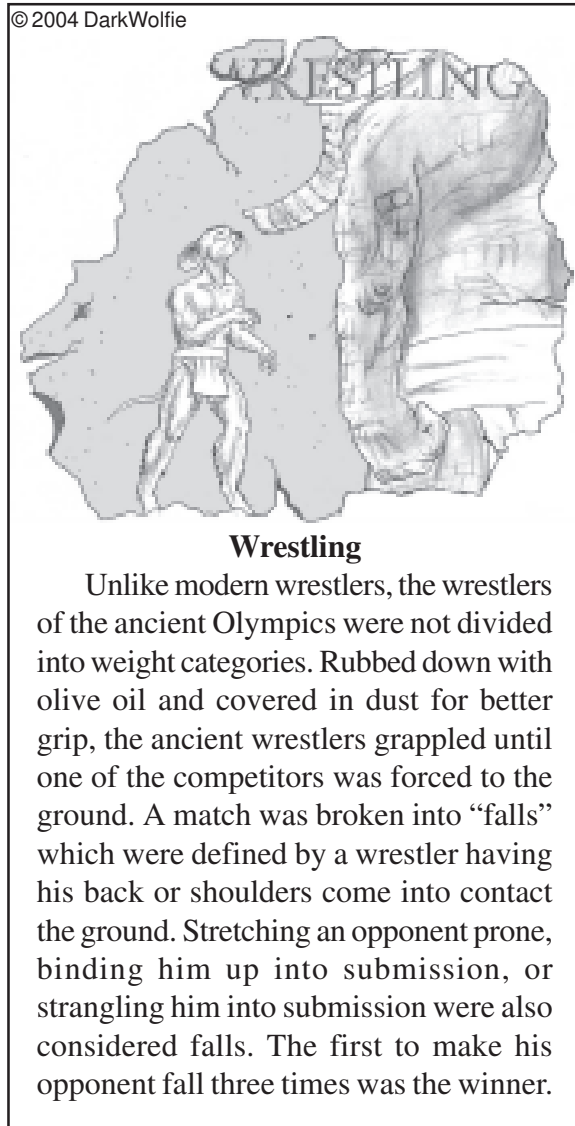 © 2004 DarkWolfie
WRESTLING
Wrestling
Unlike modern wrestlers, the wrestlers
of the ancient Olympics were not divided
into weight categories. Rubbed down with
olive oil and covered in dust for better
grip, the ancient wrestlers grappled until
one of the competitors was forced to the
ground. A match was broken into “falls”
which were defined by a wrestler having
his back or shoulders come into contact
the ground. Stretching an opponent prone,
binding him up into submission, or
strangling him into submission were also
considered falls. The first to make his
opponent fall three times was the winner.